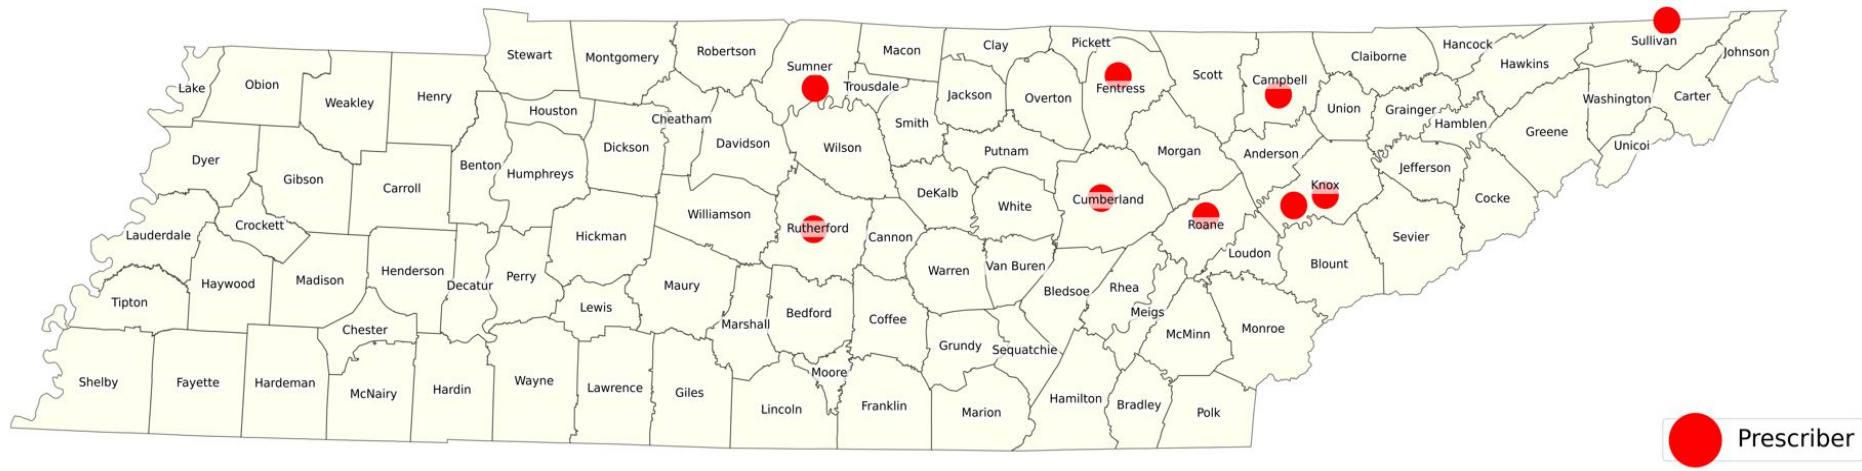 Stewart
Montgomery
Robertson
Sumner
Macon
Clay
Pickett
Fentress
Scott
Campbell
Claiborne
Hancock
Hawkins
Sullivan
Johnson
Lake
Obion
Weakley
Henry
Houston
Cheatham
Trousdale
Jackson
Overton
Union
Grainger
Hamblen
Washington
Carter
Dyer
Gibson
Carroll
Benton
Humphreys
Dickson
Davidson
Wilson
Smith
Putnam
Morgan
Anderson
Jefferson
Greene
Unicoi
Lauderdale
Crockett
Williamson
Rutherford
Cannon
DeKalb
White
Cumberland
Roane
Knox
Cocke
Hickman
Loudon
Blount
Sevier
Tipton
Haywood
Madison
Henderson
Decatur
Perry
Lewis
Maury
Warren
Van Buren
Bledsoe
Rhea
Meigs
Chester
Marshall
Bedford
Coffee
Grundy
Sequatchie
McMinn
Monroe
Shelby
Fayette
Hardeman
McNairy
Hardin
Wayne
Lawrence
Giles
Moore
Lincoln
Franklin
Marion
Hamilton
Bradley
Polk
Prescriber